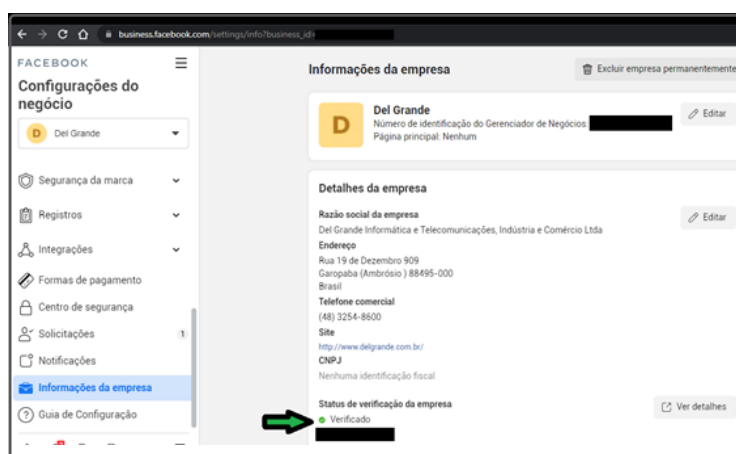 business.facebook.com/settings/info?business_id=
FACEBOOK
Configurações do
negócio
D Del Grande
Segurança da marca
Registros
Integrações
Formas de pagamento
Centro de segurança
Solicitações 1
Notificações
Informações da empresa
Guia de Configuração
Informações da empresa
Excluir empresa permanentemente
D
Del Grande
Número de identificação do Gerenciador de Negócios:
Página principal: Nenhum
Editar
Detalhes da empresa
Razão social da empresa
Editar
Del Grande Informática e Telecomunicações, Indústria e Comércio Ltda
Endereço
Rua 19 de Dezembro 909
Garopaba (Ambrósio ) 88495-000
Brasil
Telefone comercial
(48) 3254-8600
Site
http://www.delgrande.com.br/
CNPJ
Nenhuma identificação fiscal
Status de verificação da empresa
Ver detalhes
Verificado